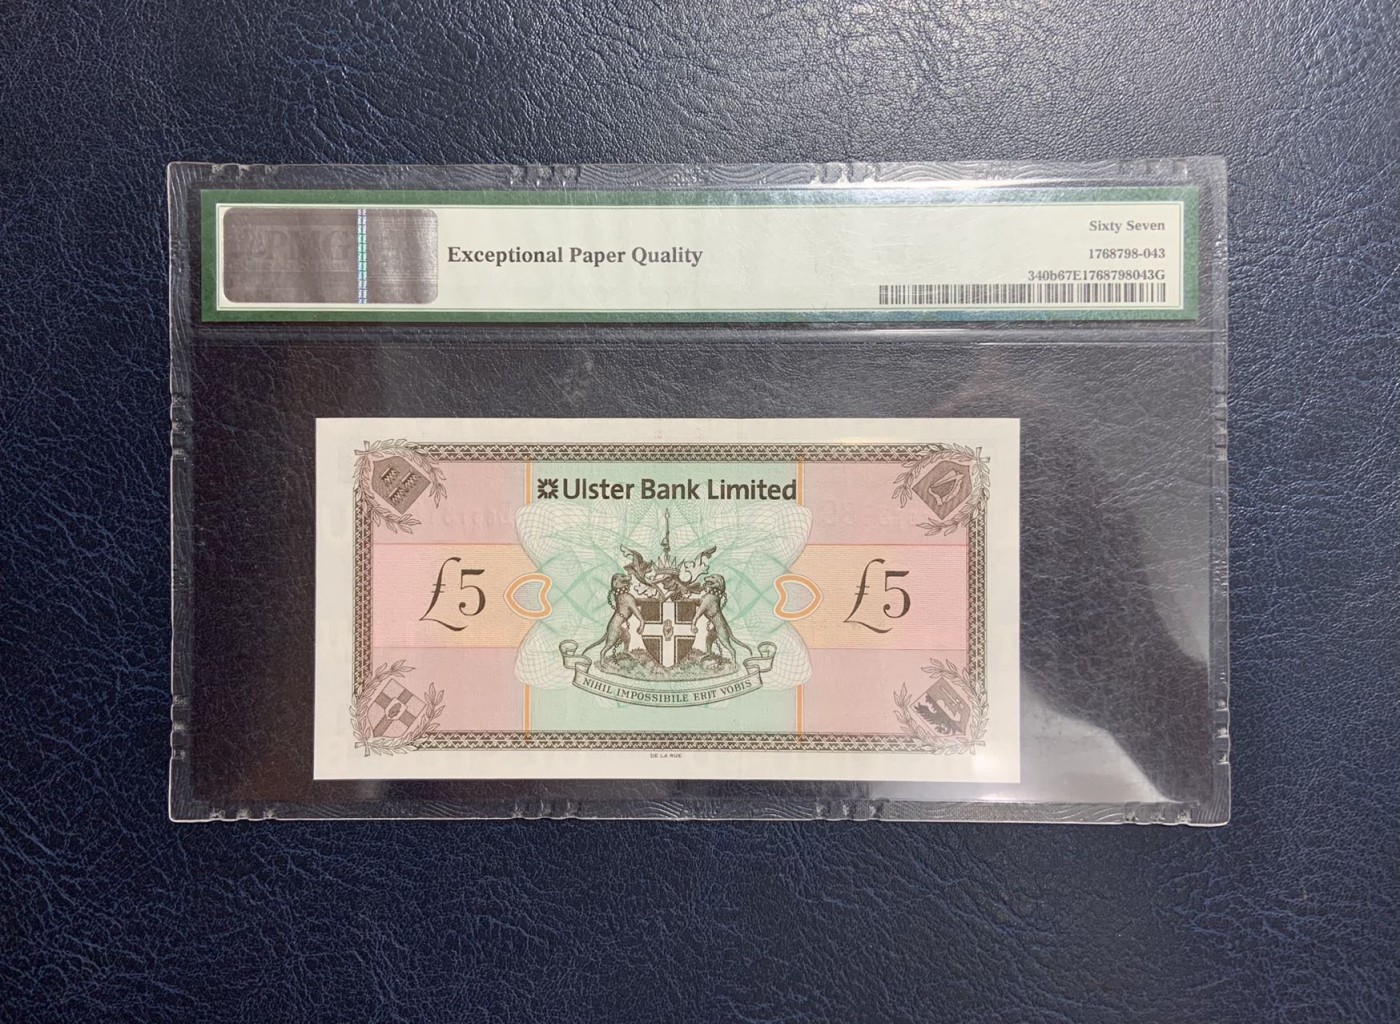 PMG
Exceptional Paper Quality
Sixty Seven
1768798-043
340b67E1768798043G
Ulster Bank Limited
£5
£5
NIHIL IMPOSSIBILE ERIT VOBIS
DE LA RUE